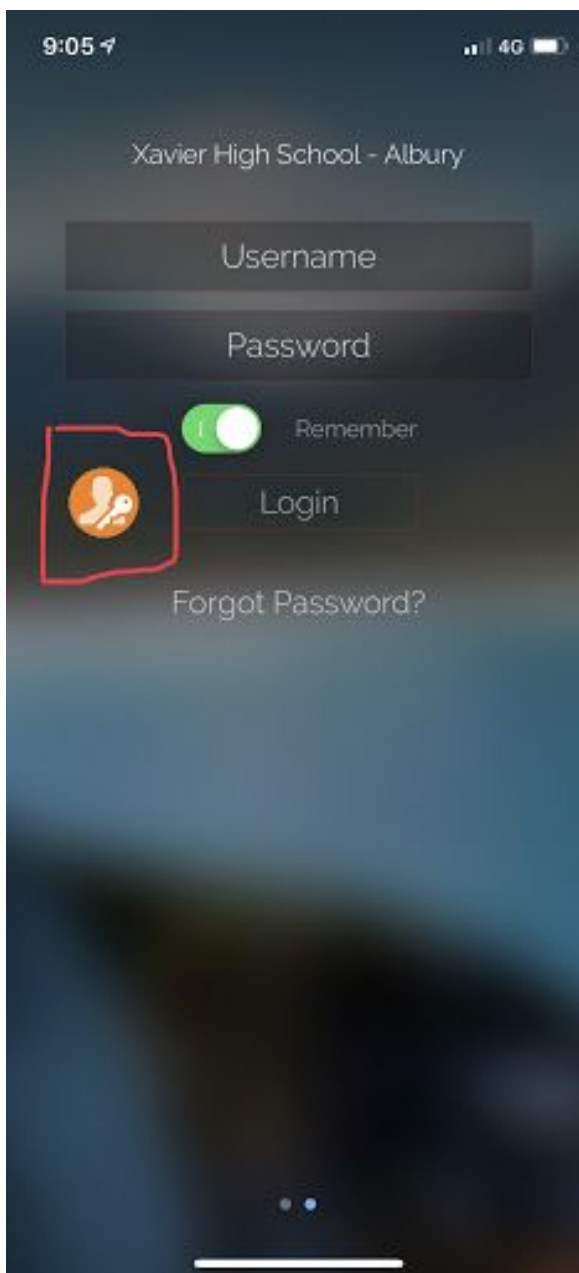 9:05
4G
Xavier High School - Albury
Username
Password
Remember
Login
Forgot Password?